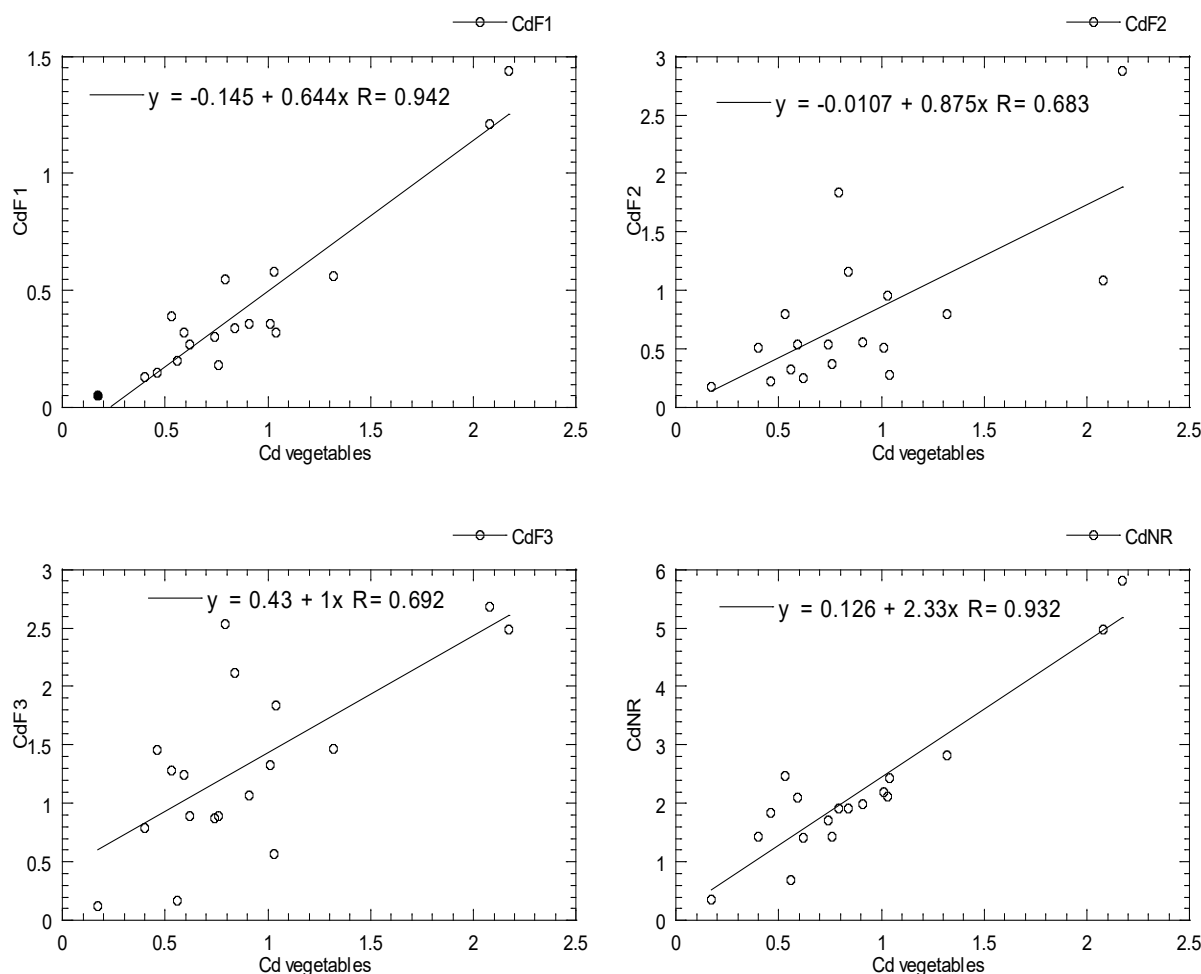 CdF1
1.5
y = -0.145 + 0.644x R= 0.942
1
CdF1
0.5
0
0 0.5 1 1.5 2 2.5
Cd vegetables
CdF2
3
y = -0.0107 + 0.875x R= 0.683
2.5
2
CdF2
1.5
1
0.5
0
0 0.5 1 1.5 2 2.5
Cd vegetables
CdF3
3
y = 0.43 + 1x R= 0.692
2.5
2
CdF3
1.5
1
0.5
0
0 0.5 1 1.5 2 2.5
Cd vegetables
CdNR
6
y = 0.126 + 2.33x R= 0.932
5
4
CdNR
3
2
1
0
0 0.5 1 1.5 2 2.5
Cd vegetables